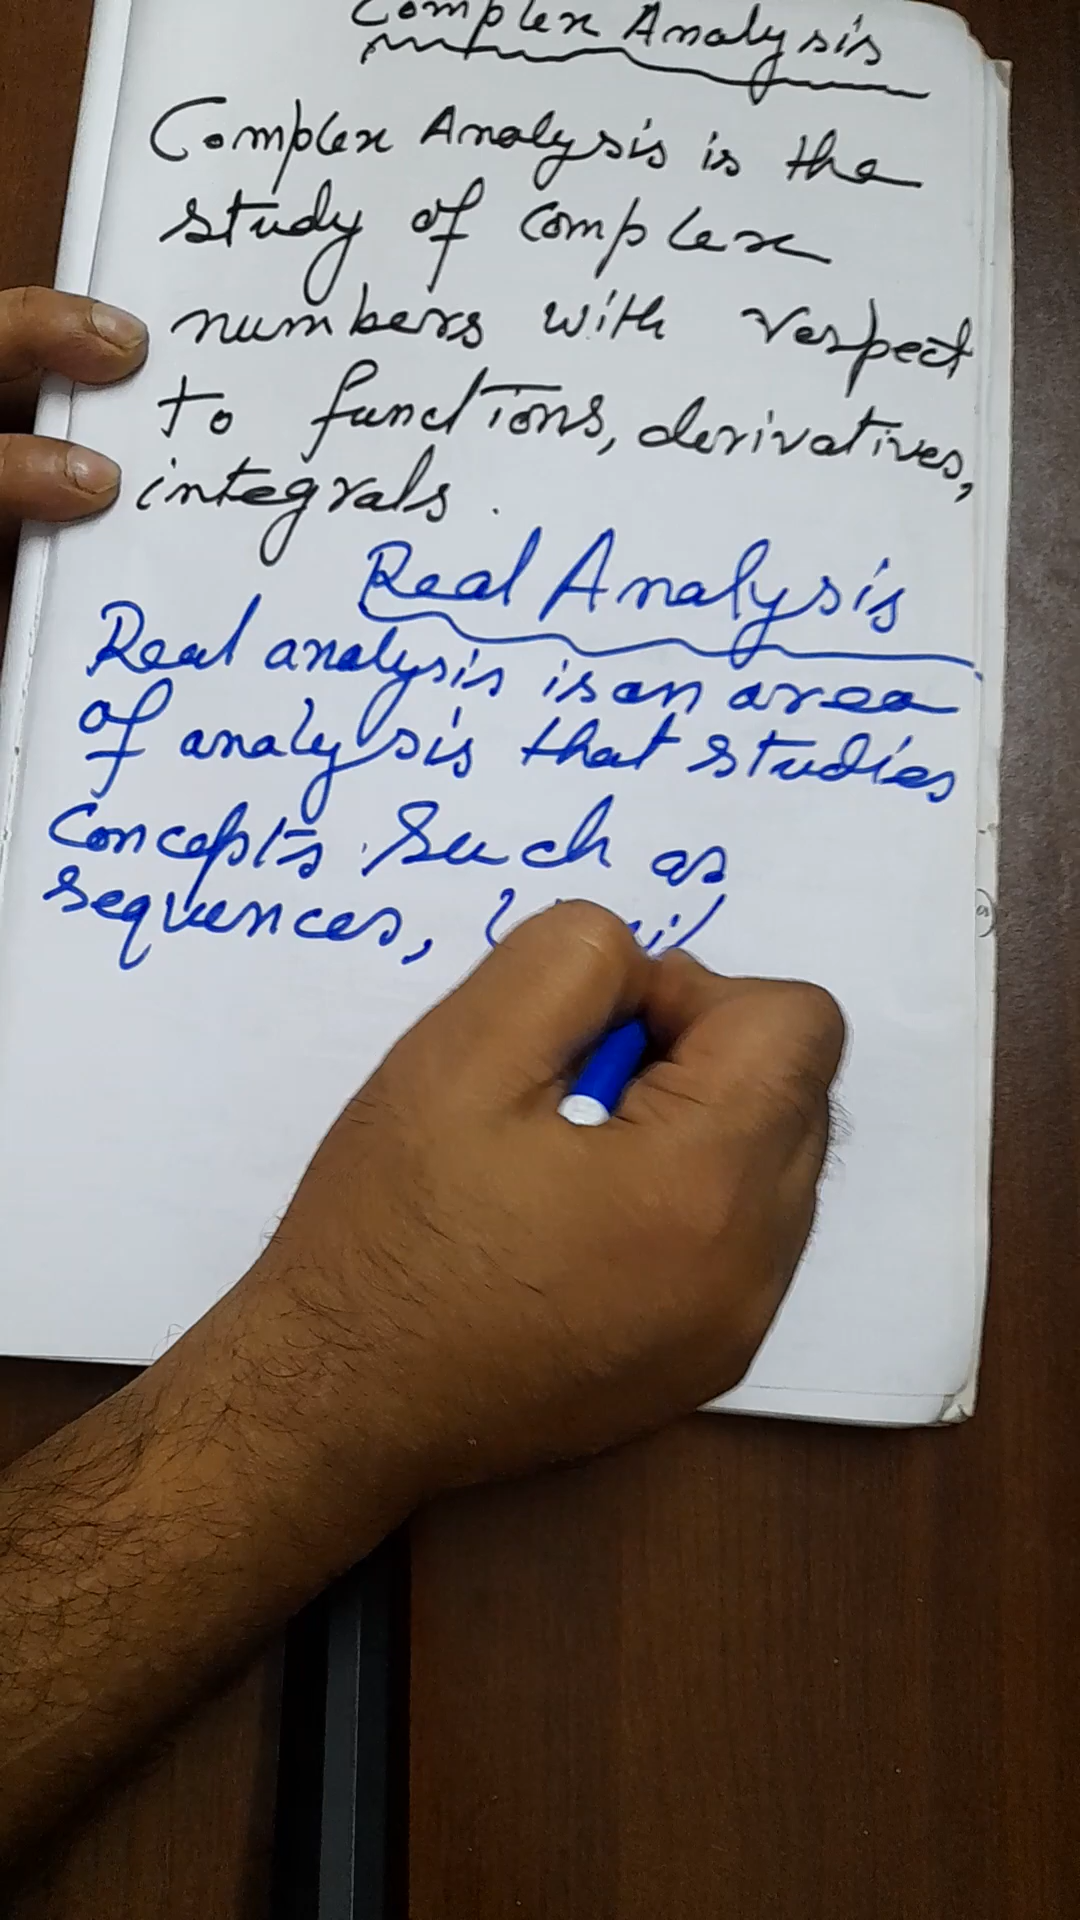 Complex Analysis
Complex Analysis is the
study of complex
numbers with respect
to functions, derivatives,
integrals.
Real Analysis
Real analysis is an area
of analysis that studies
Concepts such as
sequences,